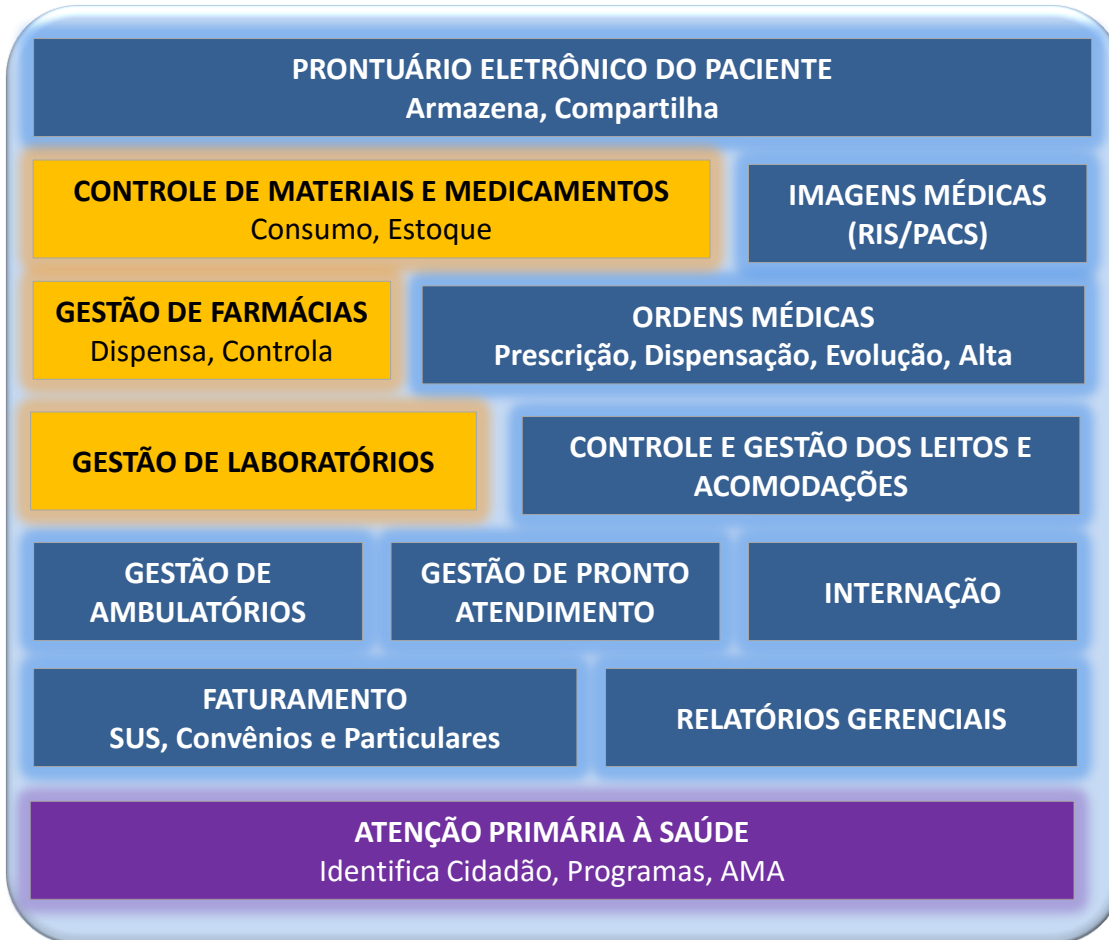 PRONTUÁRIO ELETRÔNICO DO PACIENTE
Armazena, Compartilha
CONTROLE DE MATERIAIS E MEDICAMENTOS
Consumo, Estoque
IMAGENS MÉDICAS
(RIS/PACS)
GESTÃO DE FARMÁCIAS
Dispensa, Controla
ORDENS MÉDICAS
Prescrição, Dispensação, Evolução, Alta
GESTÃO DE LABORATÓRIOS
CONTROLE E GESTÃO DOS LEITOS E
ACOMODAÇÕES
GESTÃO DE
AMBULATÓRIOS
GESTÃO DE PRONTO
ATENDIMENTO
INTERNAÇÃO
FATURAMENTO
SUS, Convênios e Particulares
RELATÓRIOS GERENCIAIS
ATENÇÃO PRIMÁRIA À SAÚDE
Identifica Cidadão, Programas, AMA